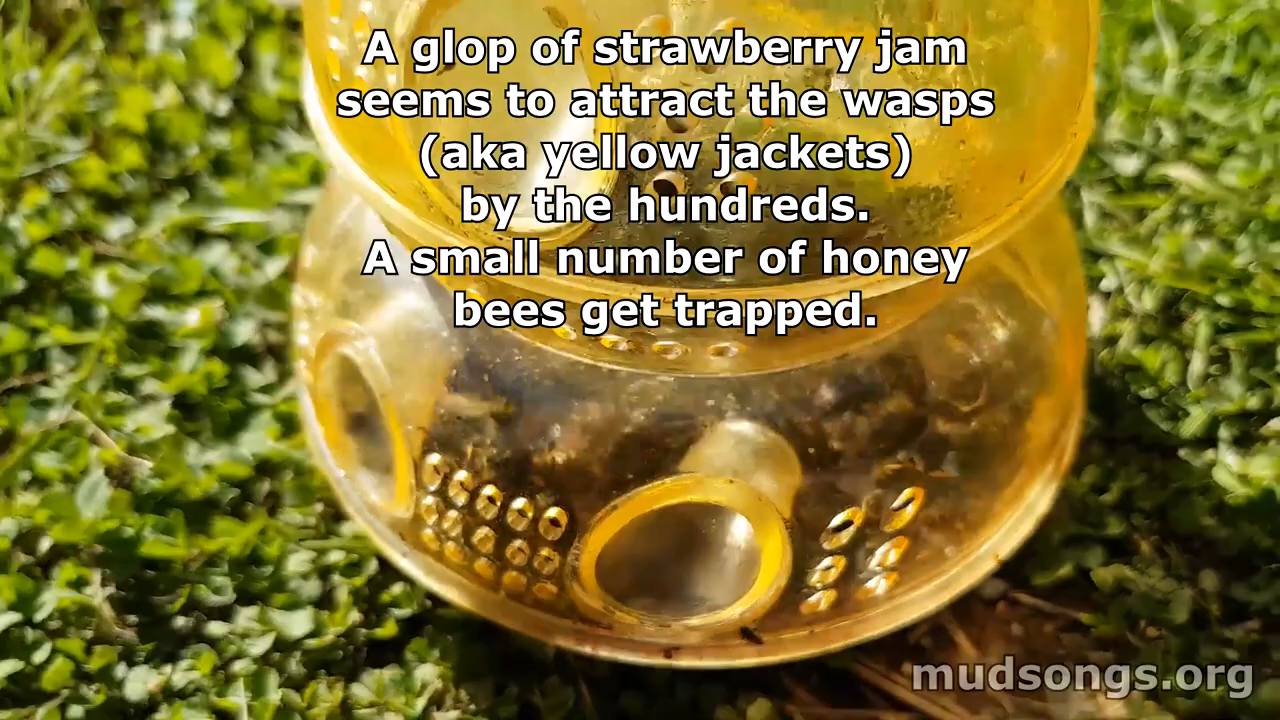 A glop of strawberry jam
seems to attract the wasps
(aka yellow jackets)
by the hundreds.
A small number of honey
bees get trapped.
mudsongs.org